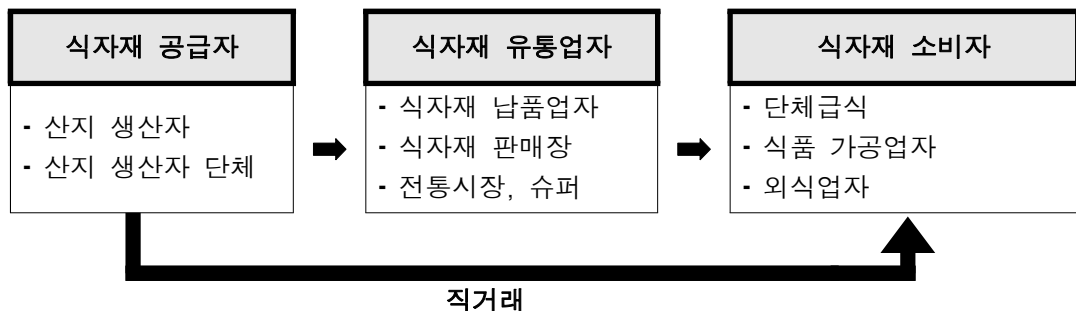 식자재 공급자
- 산지 생산자
- 산지 생산자 단체
식자재 유통업자
- 식자재 납품업자
- 식자재 판매장
- 전통시장, 슈퍼
식자재 소비자
- 단체급식
- 식품 가공업자
- 외식업자
직거래